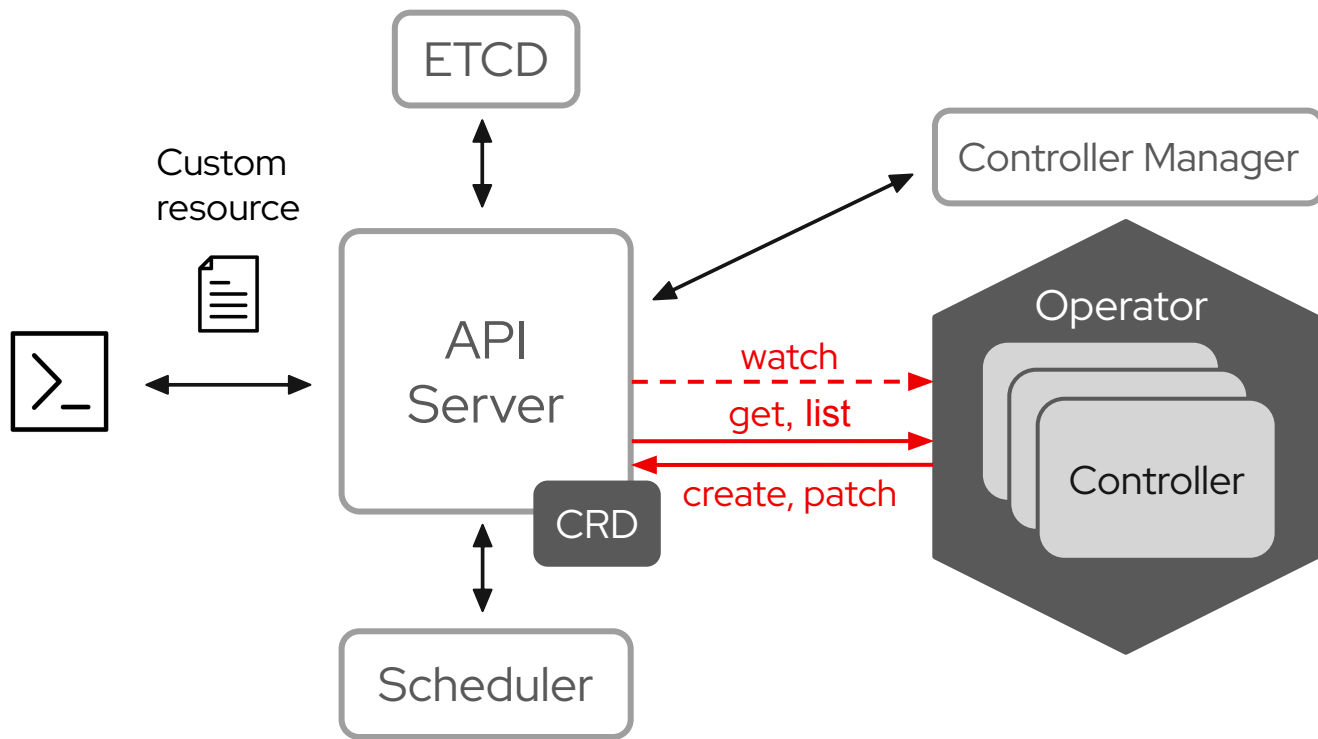 ETCD
Custom
resource
Controller Manager
API
Server
Operator
watch
get, list
create, patch
Controller
CRD
Scheduler